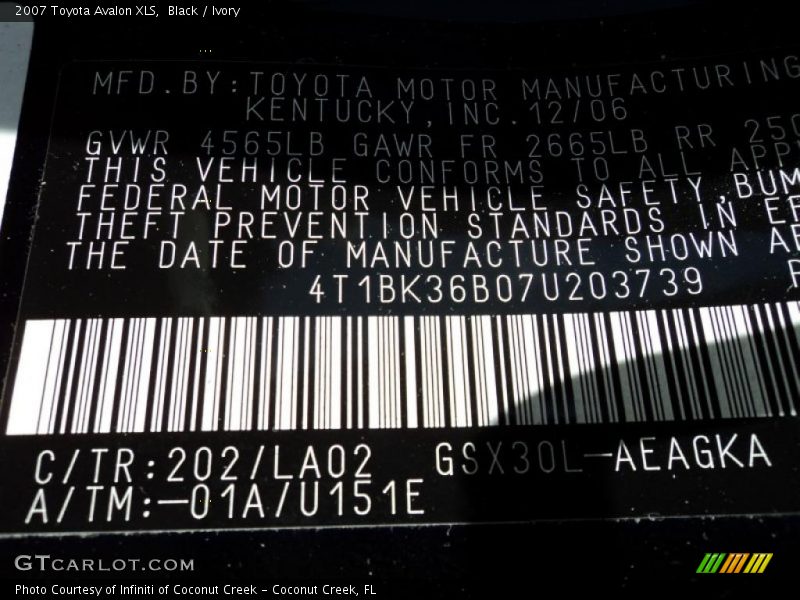 2007 Toyota Avalon XLS, Black / Ivory
MFD.BY:TOYOTA MOTOR MANUFACTURING
KENTUCKY,INC.12/06
GVWR 4565LB GAWR FR 2665LB RR
THIS VEHICLE CONFORMS TO ALL
FEDERAL MOTOR VEHICLE SAFETY,
THEFT PREVENTION STANDARDS IN
THE DATE OF MANUFACTURE SHOWN
4T1BK36B07U203739
C/TR:202/LA02 GSX30L-AEAGKA
A/TM:-01A/U151E
GTCARLOT.COM
Photo Courtesy of Infiniti of Coconut Creek - Coconut Creek, FL